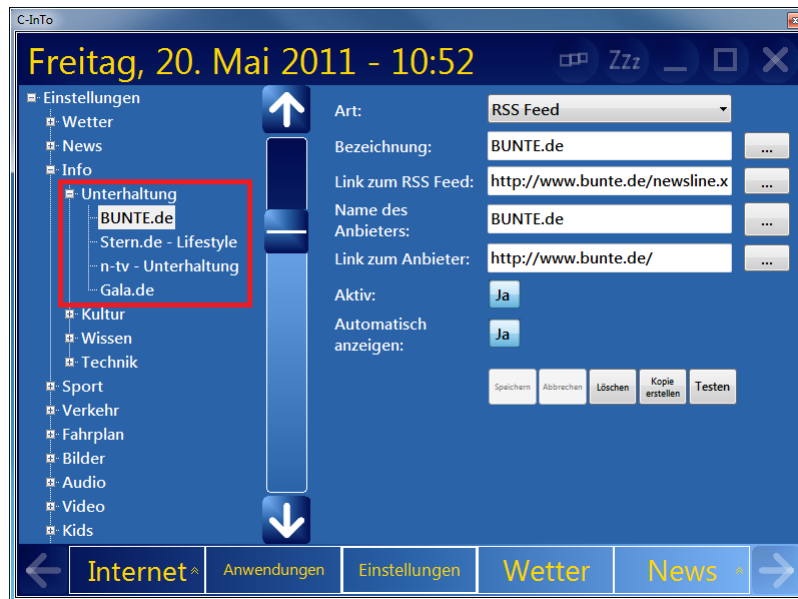 C-InTo
Freitag, 20. Mai 2011 - 10:52
Zzz
Einstellungen
Wetter
News
Info
Unterhaltung
BUNTE.de
Stern.de - Lifestyle
n-tv - Unterhaltung
Gala.de
Kultur
Wissen
Technik
Sport
Verkehr
Fahrplan
Bilder
Audio
Video
Kids
Art:
RSS Feed
Bezeichnung:
BUNTE.de
...
Link zum RSS Feed:
http://www.bunte.de/newsline.x
...
Name des
Anbieters:
BUNTE.de
...
Link zum Anbieter:
http://www.bunte.de/
...
Aktiv:
Ja
Automatisch
anzeigen:
Ja
Speichern
Abbrechen
Löschen
Kopie
erstellen
Testen
Internet
Anwendungen
Einstellungen
Wetter
News